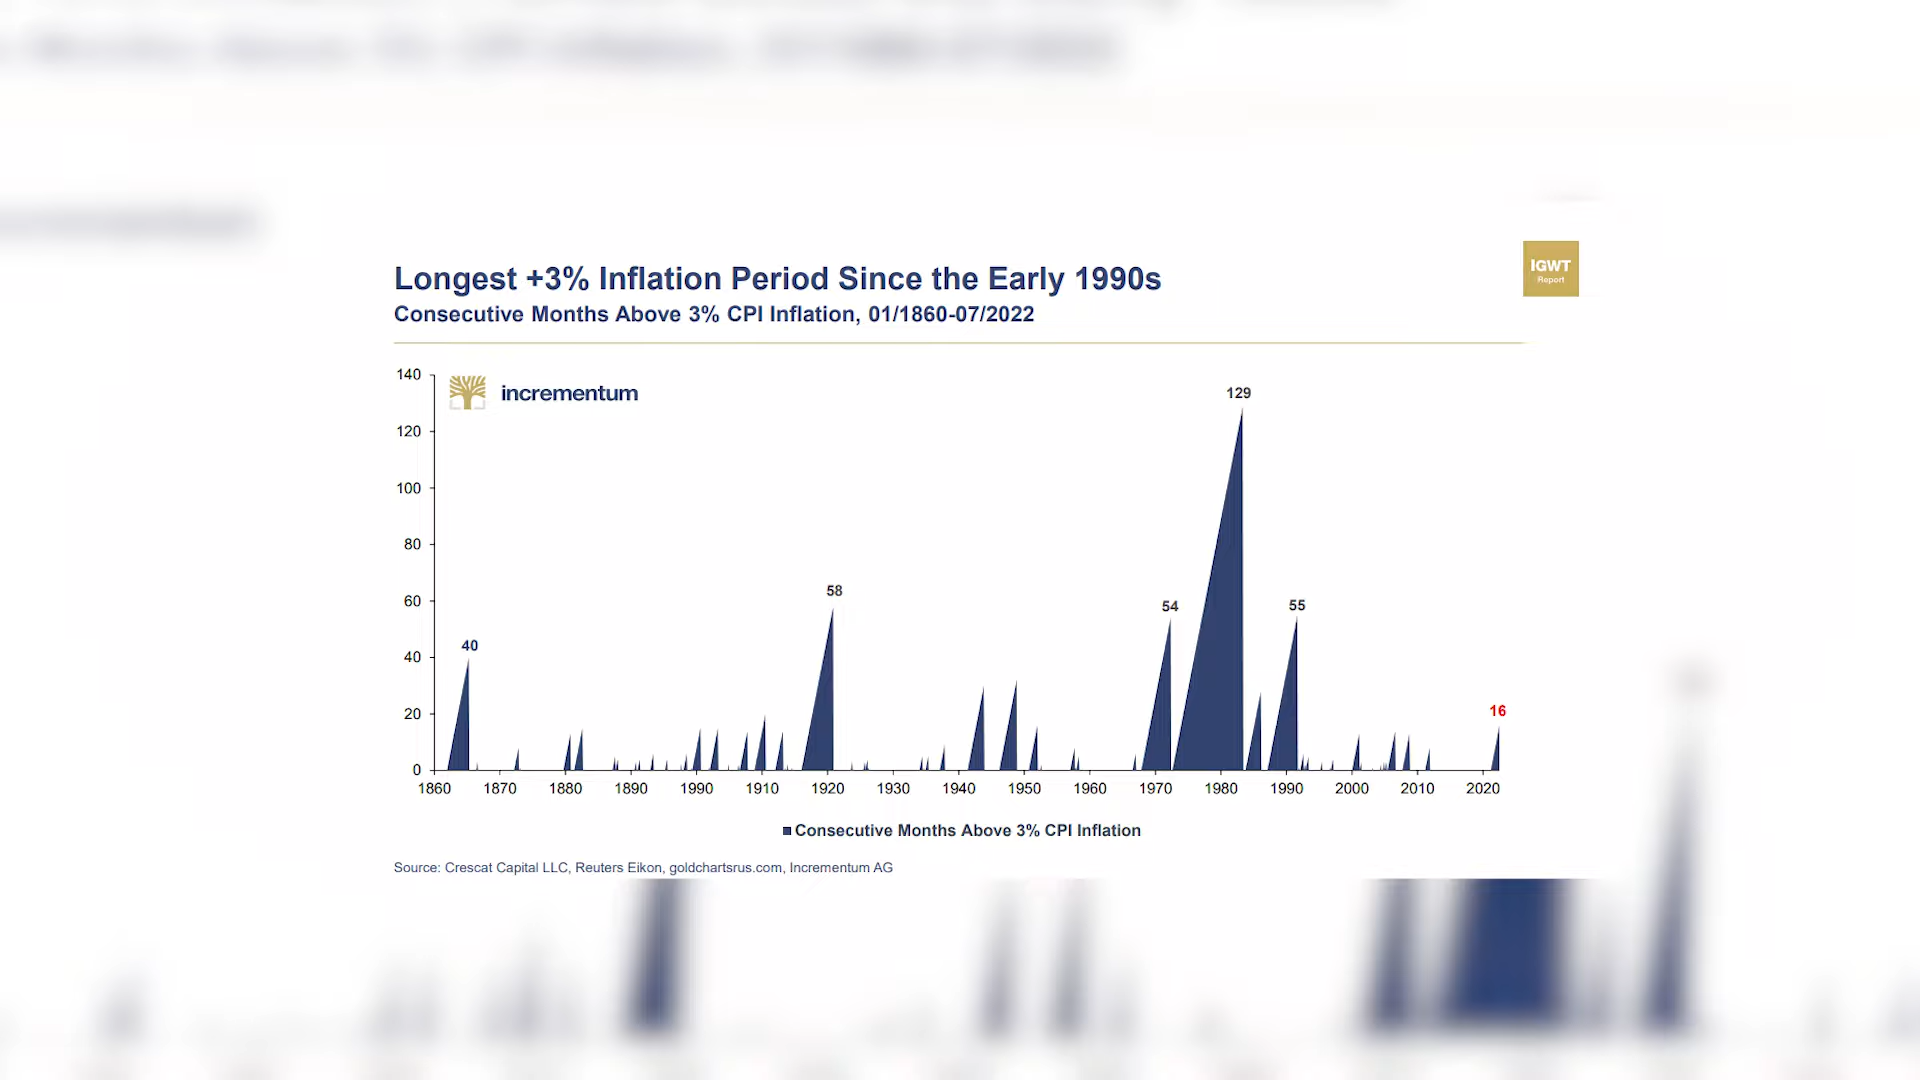 Longest +3% Inflation Period Since the Early 1990s
IGWT
Report
Consecutive Months Above 3% CPI Inflation, 01/1860-07/2022
incrementum
140
120
100
80
60
40
20
0
40
58
54
129
55
16
1860 1870 1880 1890 1900 1910 1920 1930 1940 1950 1960 1970 1980 1990 2000 2010 2020
Consecutive Months Above 3% CPI Inflation
Source: Crescat Capital LLC, Reuters Eikon, goldchartsrus.com, Incrementum AG